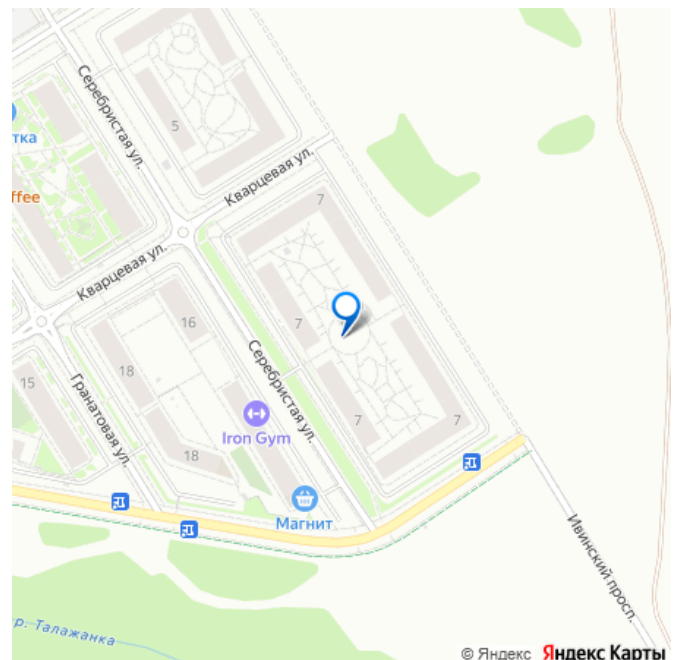 Серебристая ул.
5
тка
Кварцевая ул.
ffee
7
Кварцевая ул.
16
7
18
Серебристая ул.
15
Гранатовая ул.
Iron Gym
7
7
18
Магнит
Ивинский просп.
р. Талажанка
© Яндекс Яндекс Карты